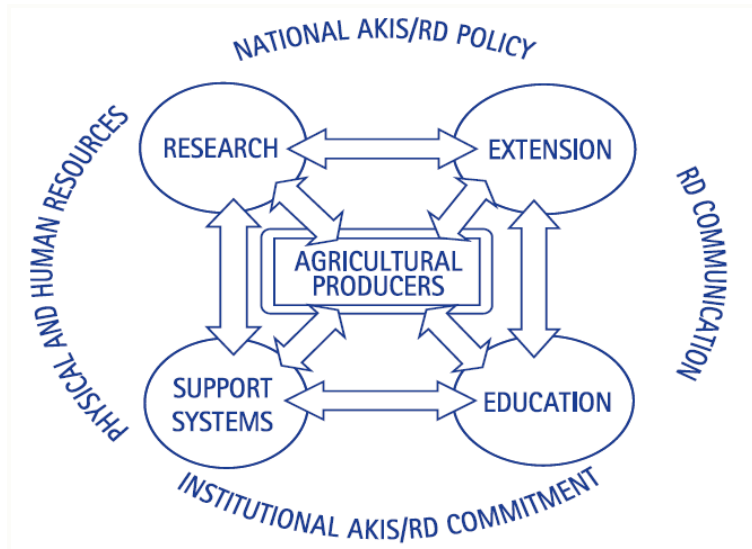 NATIONAL AKIS/RD POLICY
RESEARCH
EXTENSION
PHYSICAL AND HUMAN RESOURCES
RD COMMUNICATION
AGRICULTURAL
PRODUCERS
SUPPORT
SYSTEMS
EDUCATION
INSTITUTIONAL AKIS/RD COMMITMENT